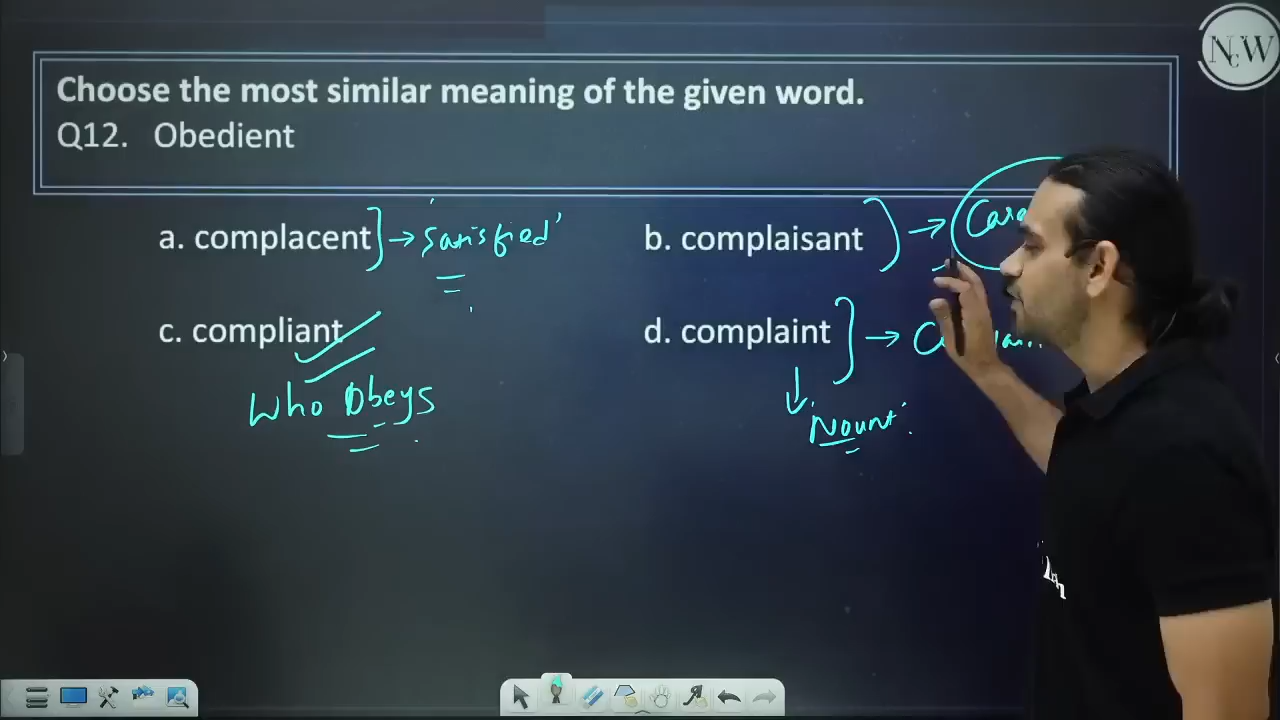 NcW
Choose the most similar meaning of the given word.
Q12. Obedient
a. complacent → 'Satisfied'
b. complaisant →
c. compliant
Who Obeys
d. complaint →
Noun